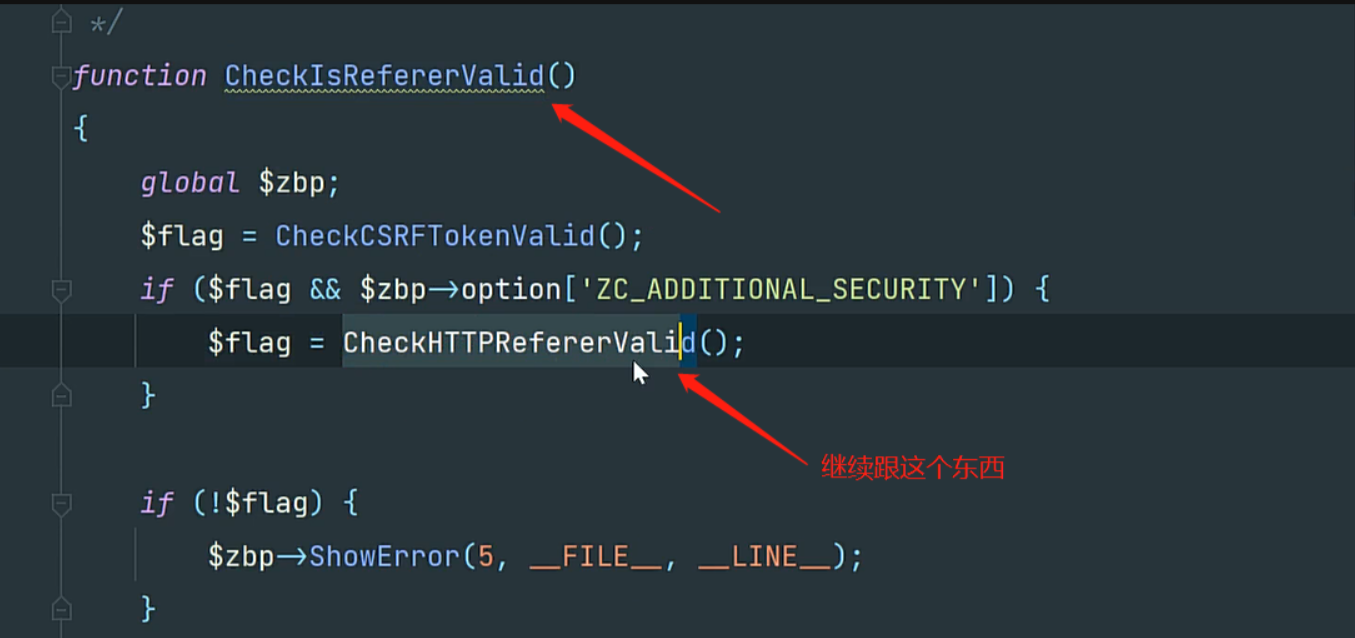 */
function CheckIsRefererValid()
{
global $zbp;
$flag = CheckCSRFTokenValid();
if ($flag && $zbp->option['ZC_ADDITIONAL_SECURITY']) {
$flag = CheckHTTPRefererValid();
}
继续跟这个东西
if (!$flag) {
$zbp->ShowError(5, __FILE__, __LINE__);
}